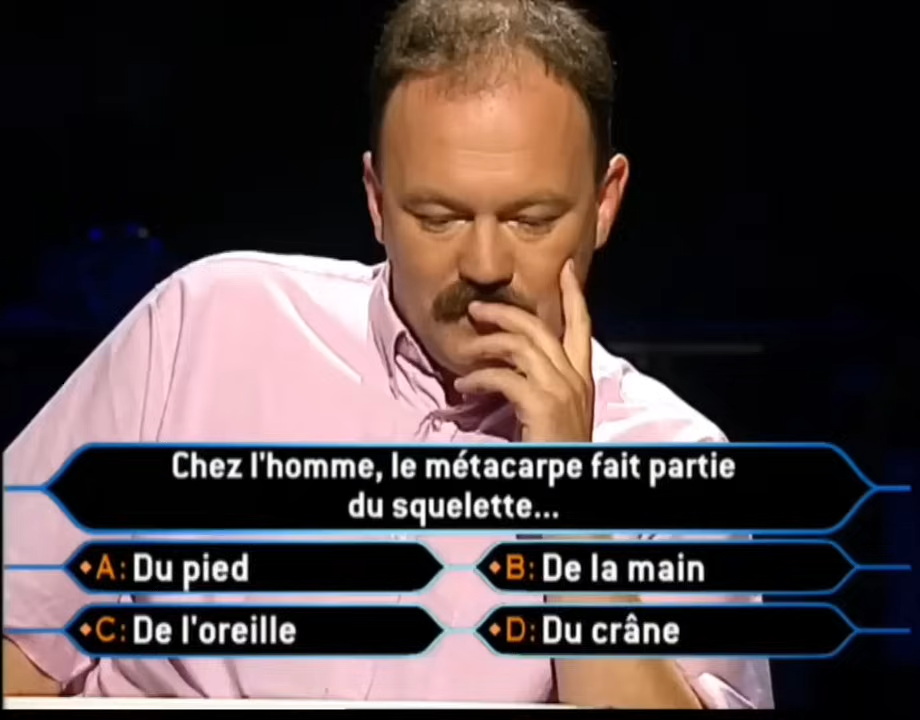 Chez l'homme, le métacarpe fait partie
du squelette...
A: Du pied
B: De la main
C: De l'oreille
D: Du crâne